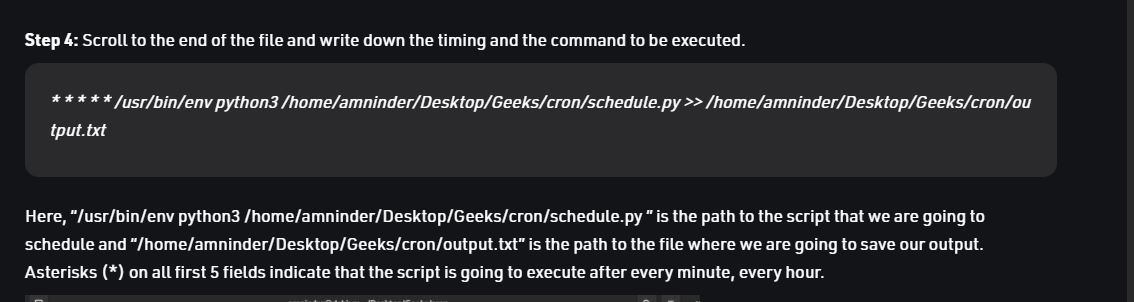 Step 4: Scroll to the end of the file and write down the timing and the command to be executed.
* * * * * /usr/bin/env python3 /home/amninder/Desktop/Geeks/cron/schedule.py >> /home/amninder/Desktop/Geeks/cron/ou
tput.txt
Here, "/usr/bin/env python3 /home/amninder/Desktop/Geeks/cron/schedule.py " is the path to the script that we are going to
schedule and "/home/amninder/Desktop/Geeks/cron/output.txt" is the path to the file where we are going to save our output.
Asterisks (*) on all first 5 fields indicate that the script is going to execute after every minute, every hour.